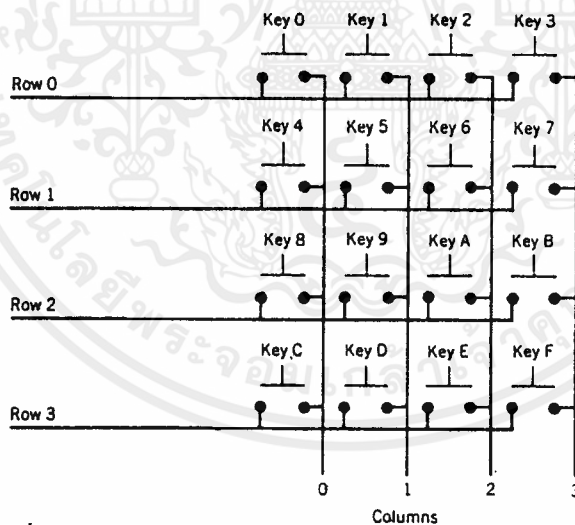 Key 0 Key 1 Key 2 Key 3
Row 0
Key 4 Key 5 Key 6 Key 7
Row 1
Key 8 Key 9 Key A Key B
Row 2
Key C Key D Key E Key F
Row 3
0 1 2 3
Columns